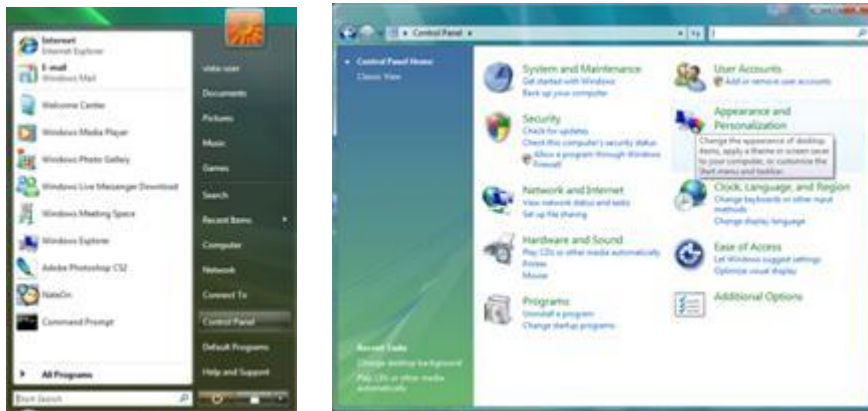 Internet
Internet Explorer
E-mail
Windows Mail
Welcome Center
Windows Media Player
Windows Photo Gallery
Windows Live Messenger Download
Windows Meeting Space
Windows Explorer
Adobe Photoshop CS2
NateOn
Command Prompt
All Programs
Start Search
vista user
Documents
Pictures
Music
Games
Search
Recent Items
Computer
Network
Connect To
Control Panel
Default Programs
Help and Support
Control Panel
Control Panel Home
Classic View
System and Maintenance
Get started with Windows
Back up your computer
Security
Check for updates
Check this computer's security status
Allow a program through Windows
Firewall
Network and Internet
View network status and tasks
Set up file sharing
Hardware and Sound
Play CDs or other media automatically
Printer
Mouse
Programs
Uninstall a program
Change startup programs
User Accounts
Add or remove user accounts
Appearance and
Personalization
Change the appearance of desktop
items, apply a theme or screen saver
to your computer, or customize the
Start menu and taskbar.
Clock, Language, and Region
Change keyboards or other input
methods
Change display language
Ease of Access
Let Windows suggest settings
Optimize visual display
Additional Options
Recent Tasks
Change desktop background
Play CDs or other media
automatically